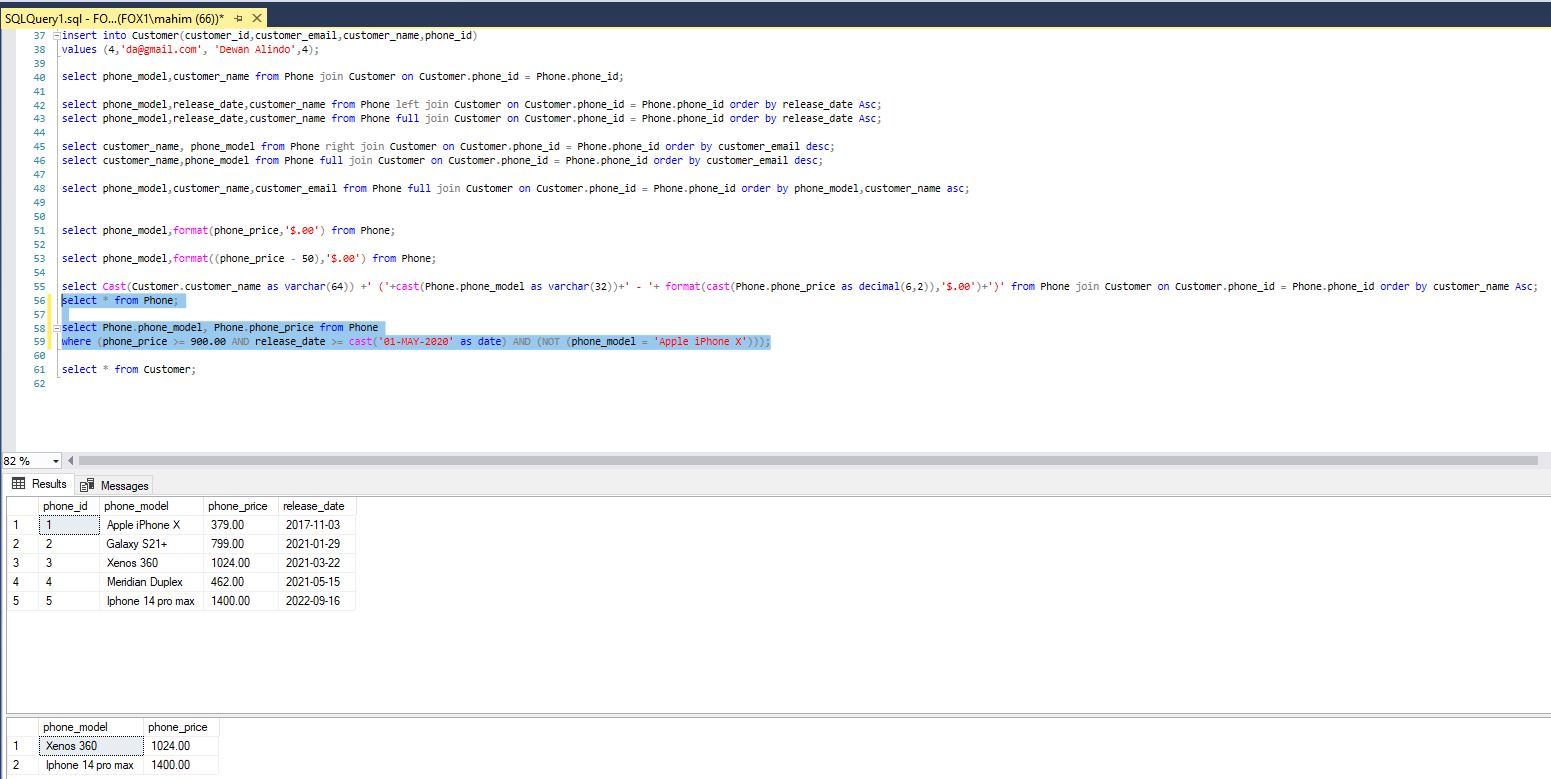 SQLQuery1.sql - FO...(FOX1\mahim (66))*
37 insert into Customer(customer_id,customer_email,customer_name,phone_id)
38 values (4,'da@gmail.com', 'Dewan Alindo',4);
39
40 select phone_model,customer_name from Phone join Customer on Customer.phone_id = Phone.phone_id;
41
42 select phone_model,release_date,customer_name from Phone left join Customer on Customer.phone_id = Phone.phone_id order by release_date Asc;
43 select phone_model,release_date,customer_name from Phone full join Customer on Customer.phone_id = Phone.phone_id order by release_date Asc;
44
45 select customer_name, phone_model from Phone right join Customer on Customer.phone_id = Phone.phone_id order by customer_email desc;
46 select customer_name,phone_model from Phone full join Customer on Customer.phone_id = Phone.phone_id order by customer_email desc;
47
48 select phone_model,customer_name,customer_email from Phone full join Customer on Customer.phone_id = Phone.phone_id order by phone_model,customer_name asc;
49
50
51 select phone_model,format(phone_price,'$.00') from Phone;
52
53 select phone_model,format((phone_price - 50),'$.00') from Phone;
54
55 select Cast(Customer.customer_name as varchar(64)) +' ('+cast(Phone.phone_model as varchar(32))+' - '+ format(cast(Phone.phone_price as decimal(6,2)),'$.00')+')' from Phone join Customer on Customer.phone_id = Phone.phone_id order by customer_name Asc;
56 select * from Phone;
57
58 select Phone.phone_model, Phone.phone_price from Phone
59 where (phone_price >= 900.00 AND release_date >= cast('01-MAY-2020' as date) AND (NOT (phone_model = 'Apple iPhone X')));
60
61 select * from Customer;
62
82 %
Results Messages
phone_id phone_model phone_price release_date
1 1 Apple iPhone X 379.00 2017-11-03
2 2 Galaxy S21+ 799.00 2021-01-29
3 3 Xenos 360 1024.00 2021-03-22
4 4 Meridian Duplex 462.00 2021-05-15
5 5 Iphone 14 pro max 1400.00 2022-09-16
phone_model phone_price
1 Xenos 360 1024.00
2 Iphone 14 pro max 1400.00